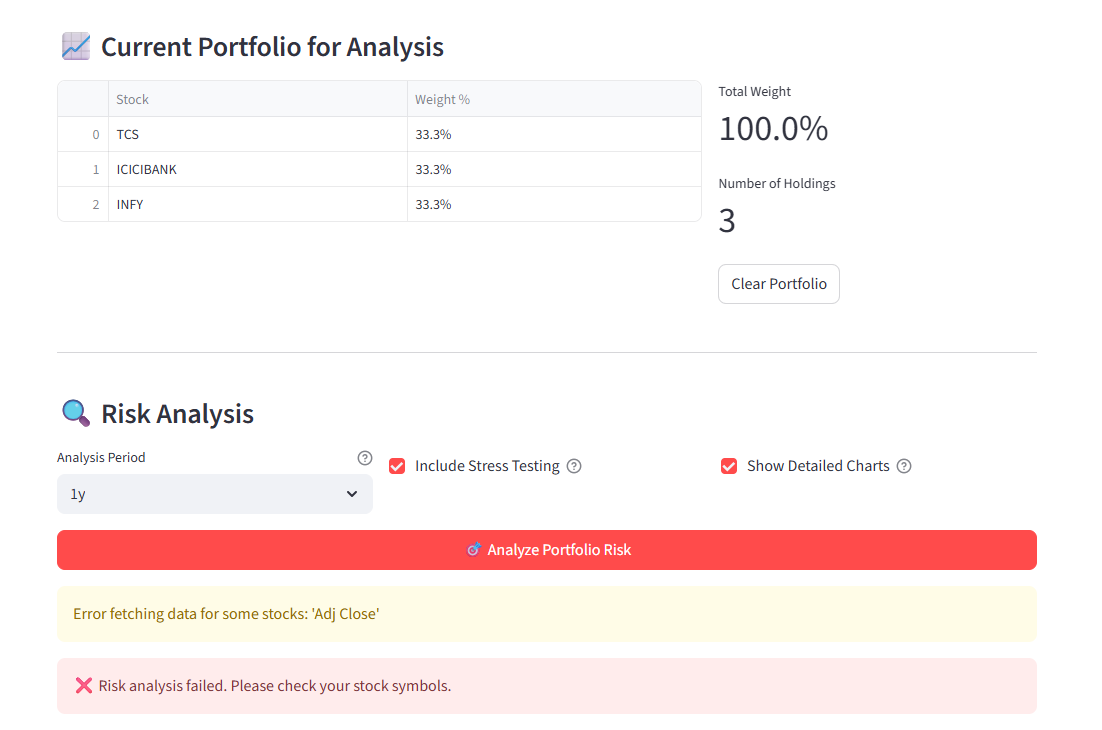 Current Portfolio for Analysis
Stock Weight %
0 TCS 33.3%
1 ICICIBANK 33.3%
2 INFY 33.3%
Total Weight
100.0%
Number of Holdings
3
Clear Portfolio
Risk Analysis
Analysis Period
1y
Include Stress Testing
Show Detailed Charts
Analyze Portfolio Risk
Error fetching data for some stocks: 'Adj Close'
Risk analysis failed. Please check your stock symbols.